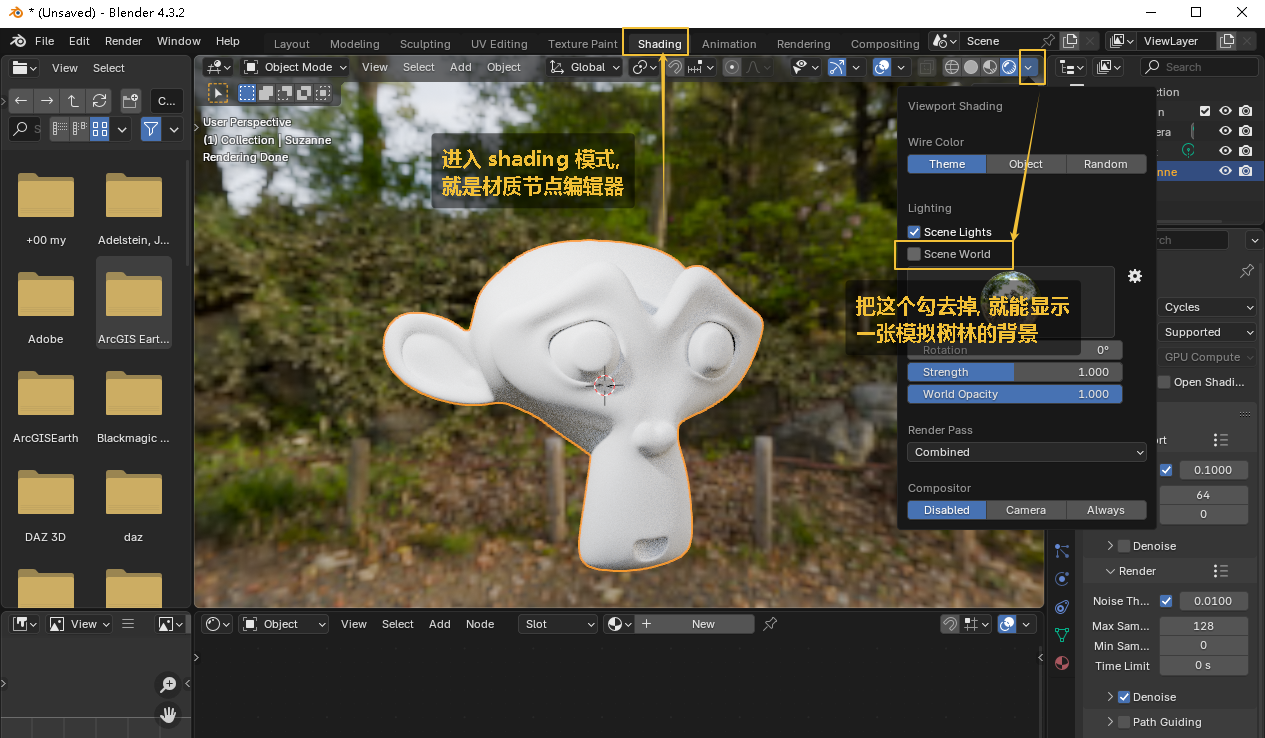 * (Unsaved) - Blender 4.3.2
File Edit Render Window Help Layout Modeling Sculpting UV Editing Texture Paint Shading Animation Rendering Compositing Scene ViewLayer
View Select Object Mode View Select Add Object Global Search
C...
User Perspective
(1) Collection | Suzanne
Rendering Done
进入 shading 模式,
就是材质节点编辑器
Viewport Shading
Wire Color
Theme Object Random
Lighting
Scene Lights
Scene World
把这个勾去掉, 就能显示
一张模拟树林的背景
Rotation 0°
Strength 1.000
World Opacity 1.000
Render Pass
Combined
Compositor
Disabled Camera Always
+00 my Adelstein, J...
Adobe ArcGIS Eart...
ArcGISEarth Blackmagic ...
DAZ 3D daz
Cycles
Supported
GPU Compute
Open Shadi...
0.1000
64
0
Denoise
Render
Noise Th... 0.0100
Max Sam... 128
Min Sam... 0
Time Limit 0 s
Denoise
Path Guiding
View Object View Select Add Node Slot New